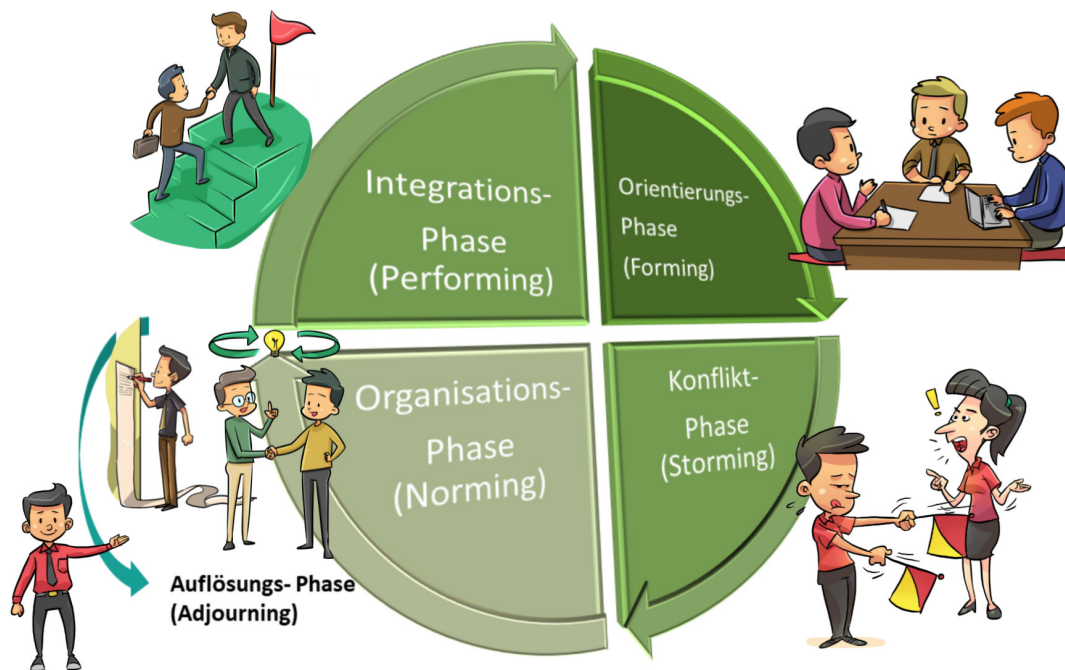 Integrations-
Phase
(Performing)
Orientierungs-
Phase
(Forming)
Organisations-
Phase
(Norming)
Konflikt-
Phase
(Storming)
Auflösungs- Phase
(Adjourning)